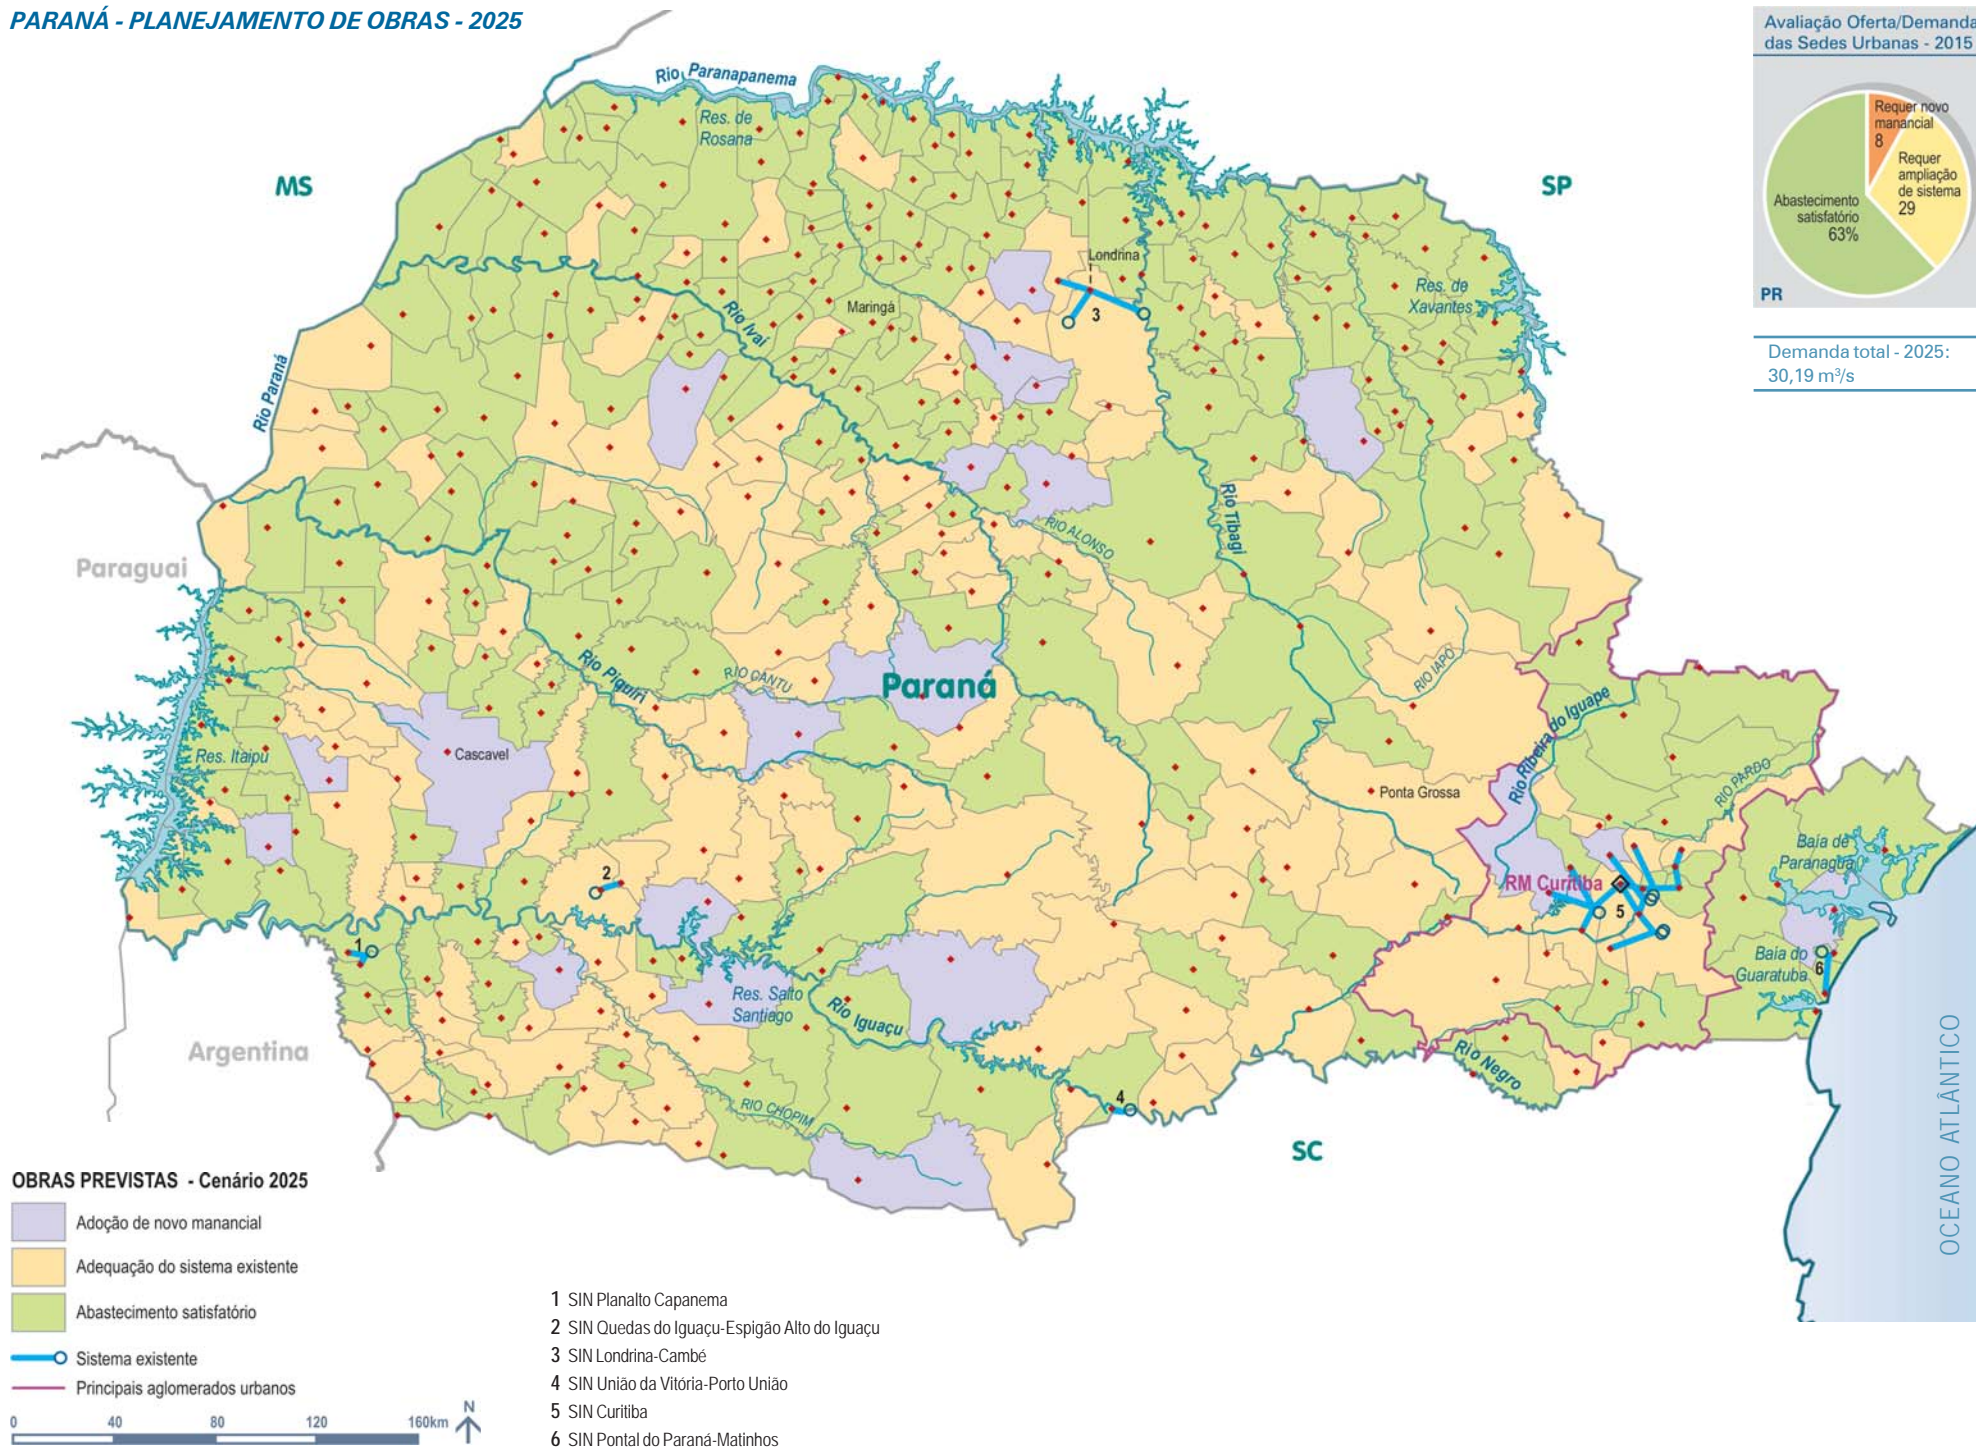 PARANÁ - PLANEJAMENTO DE OBRAS - 2025
Avaliação Oferta/Demanda
das Sedes Urbanas - 2015
Requer novo
manancial
8
Requer
ampliação
de sistema
29
Abastecimento
satisfatório
63%
PR
Demanda total - 2025:
30,19 m³/s
MS
SP
Rio Paranapanema
Res. de
Rosana
Londrina
3
Res. de
Xavantes
Maringá
Rio Ivaí
Rio Paraná
Paraguai
RIO ALONSO
Rio Tibagi
Rio Piquiri
RIO CANTU
Paraná
RIO IAPÓ
Rio Ribeira do Iguape
Res. Itaipú
Cascavel
Ponta Grossa
RIO PARDO
Baía de
Paranaguá
2
RM Curitiba
5
1
Baia do
Guaratuba
6
Res. Salto
Santiago
Rio Iguaçu
Argentina
Rio Negro
4
RIO CHOPIM
SC
OCEANO ATLÂNTICO
OBRAS PREVISTAS - Cenário 2025
Adoção de novo manancial
Adequação do sistema existente
Abastecimento satisfatório
Sistema existente
Principais aglomerados urbanos
0 40 80 120 160km
N
1 SIN Planalto Capanema
2 SIN Quedas do Iguaçu-Espigão Alto do Iguaçu
3 SIN Londrina-Cambé
4 SIN União da Vitória-Porto União
5 SIN Curitiba
6 SIN Pontal do Paraná-Matinhos